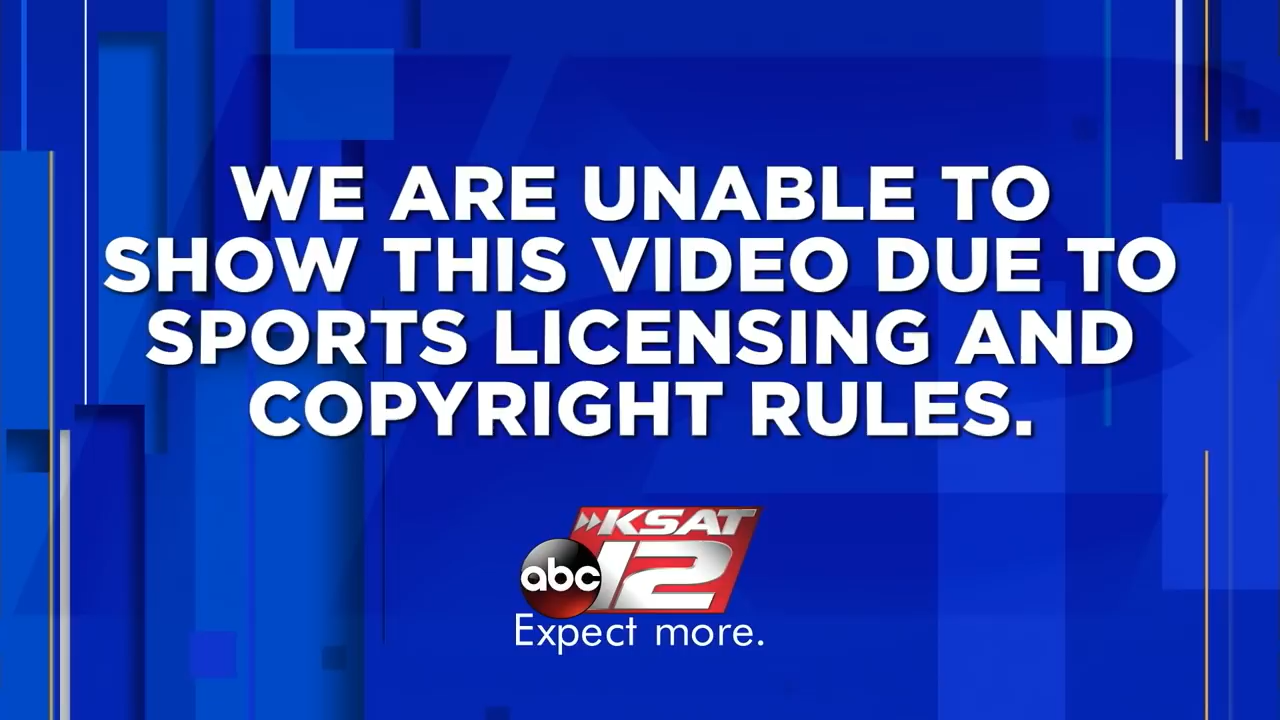 WE ARE UNABLE TO
SHOW THIS VIDEO DUE TO
SPORTS LICENSING AND
COPYRIGHT RULES.
KSAT
abc 12
Expect more.